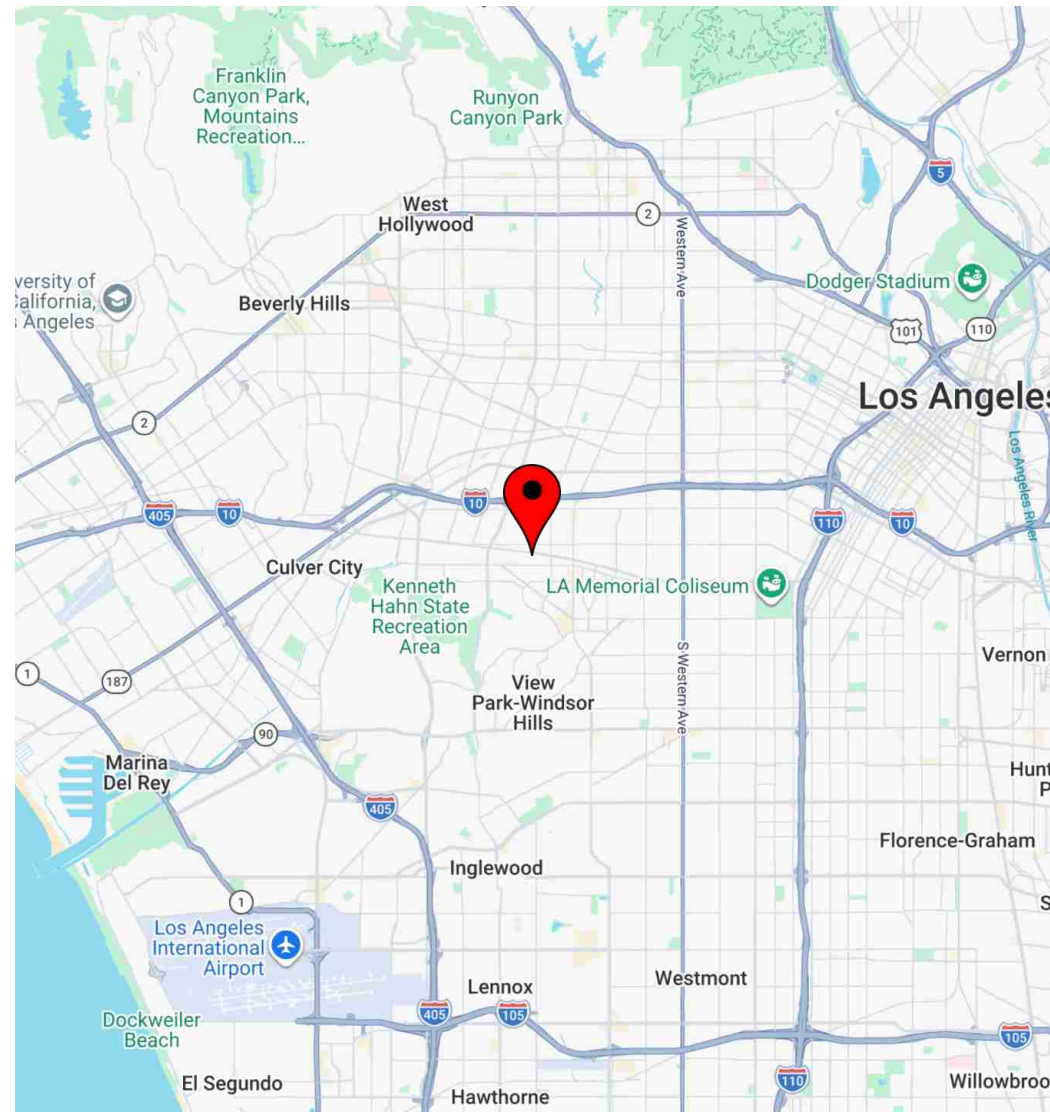 Franklin
Canyon Park,
Mountains
Recreation...
Runyon
Canyon Park
5
West
Hollywood
2
Western Ave
versity of
California,
s Angeles
Beverly Hills
Dodger Stadium
101
110
Los Angeles
2
Los Angeles River
405
10
10
110
10
Culver City
Kenneth
Hahn State
Recreation
Area
LA Memorial Coliseum
1
187
View
Park-Windsor
Hills
S Western Ave
Vernon
90
Marina
Del Rey
405
Hunt
P
Florence-Graham
Inglewood
1
S
Los Angeles
International
Airport
Westmont
Lennox
405
105
105
Dockweiler
Beach
El Segundo
Hawthorne
110
Willowbroo